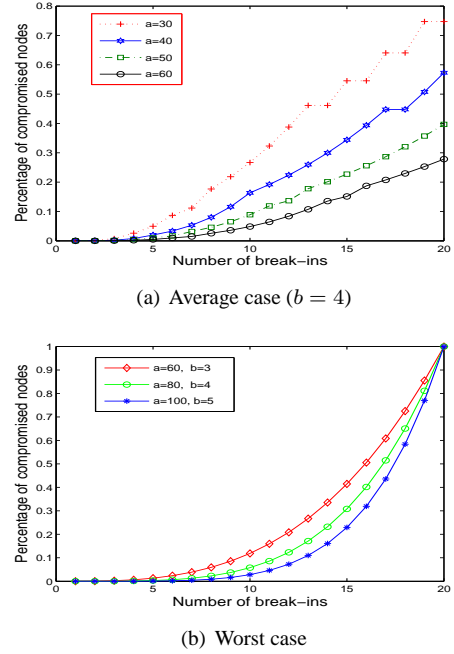 0.8
0.7
0.6
0.5
0.4
0.3
0.2
0.1
0
Percentage of compromised nodes
a=30
a=40
a=50
a=60
0 5 10 15 20
Number of break−ins
(a) Average case (b = 4)
1
0.9
0.8
0.7
0.6
0.5
0.4
0.3
0.2
0.1
0
Percentage of compromised nodes
a=60, b=3
a=80, b=4
a=100, b=5
0 5 10 15 20
Number of break−ins
(b) Worst case